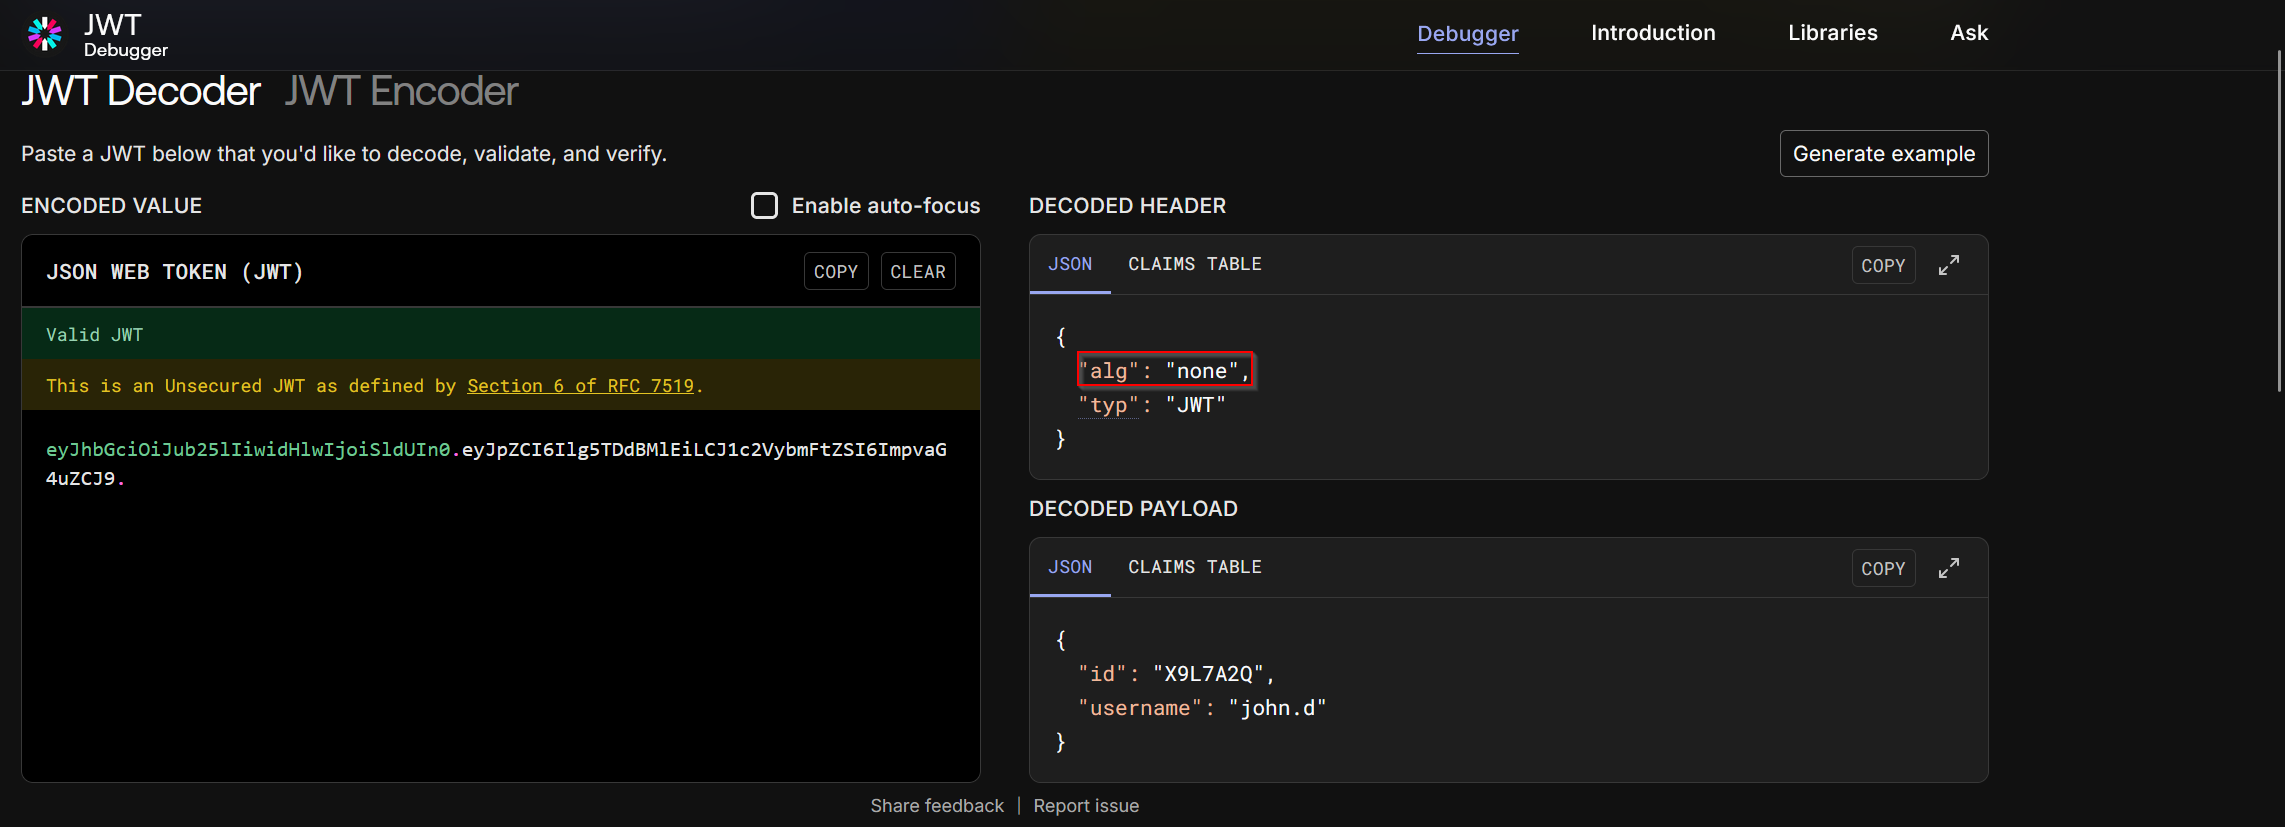 JWT
Debugger
Debugger
Introduction
Libraries
Ask
JWT Decoder JWT Encoder
Paste a JWT below that you'd like to decode, validate, and verify.
Generate example
ENCODED VALUE
Enable auto-focus
JSON WEB TOKEN (JWT)
COPY
CLEAR
Valid JWT
This is an Unsecured JWT as defined by Section 6 of RFC 7519.
eyJhbGciOiJub25lIiwidHlwIjoiSldUIn0.eyJpZCI6Ilg5TDdBMlEiLCJ1c2VybmFtZSI6ImpvaG
4uZCJ9.
DECODED HEADER
JSON
CLAIMS TABLE
COPY
{
"alg": "none",
"typ": "JWT"
}
DECODED PAYLOAD
JSON
CLAIMS TABLE
COPY
{
"id": "X9L7A2Q",
"username": "john.d"
}
Share feedback | Report issue